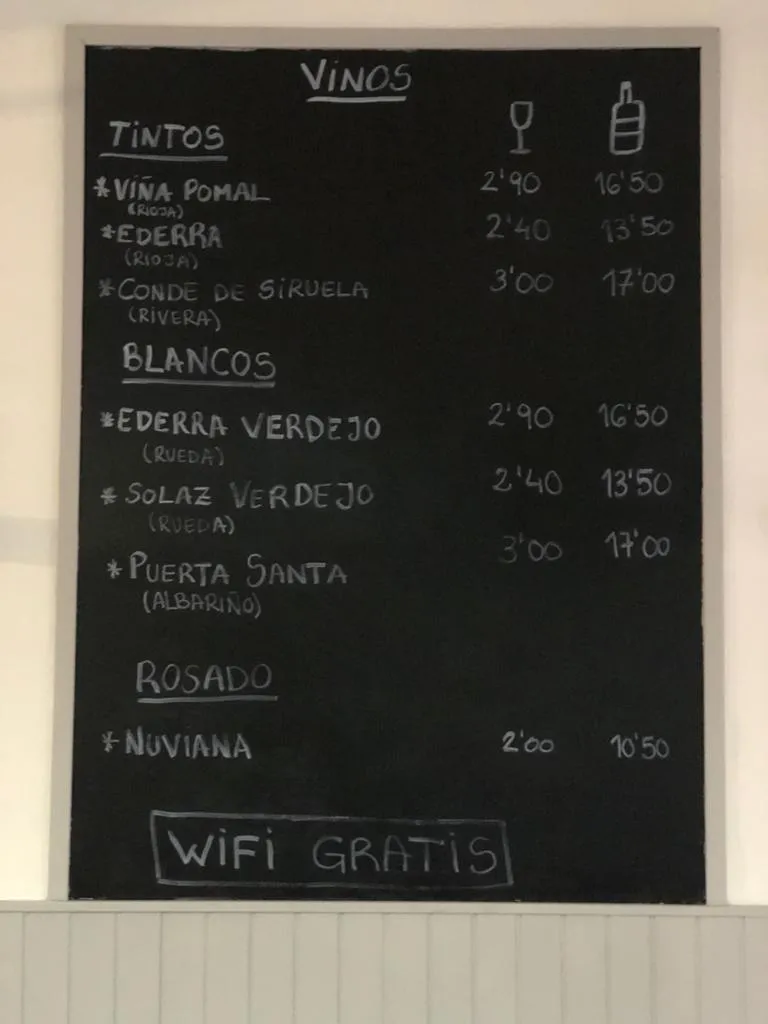 VINOS
TINTOS
*VIÑA POMAL 2'90 16'50
(RIOJA)
*EDERRA 2'40 13'50
(RIOJA)
*CONDE DE SIRUELA 3'00 17'00
(RIVERA)
BLANCOS
*EDERRA VERDEJO 2'90 16'50
(RUEDA)
*SOLAZ VERDEJO 2'40 13'50
(RUEDA)
*PUERTA SANTA 3'00 17'00
(ALBARIÑO)
ROSADO
*NUVIANA 2'00 10'50
WIFI GRATIS